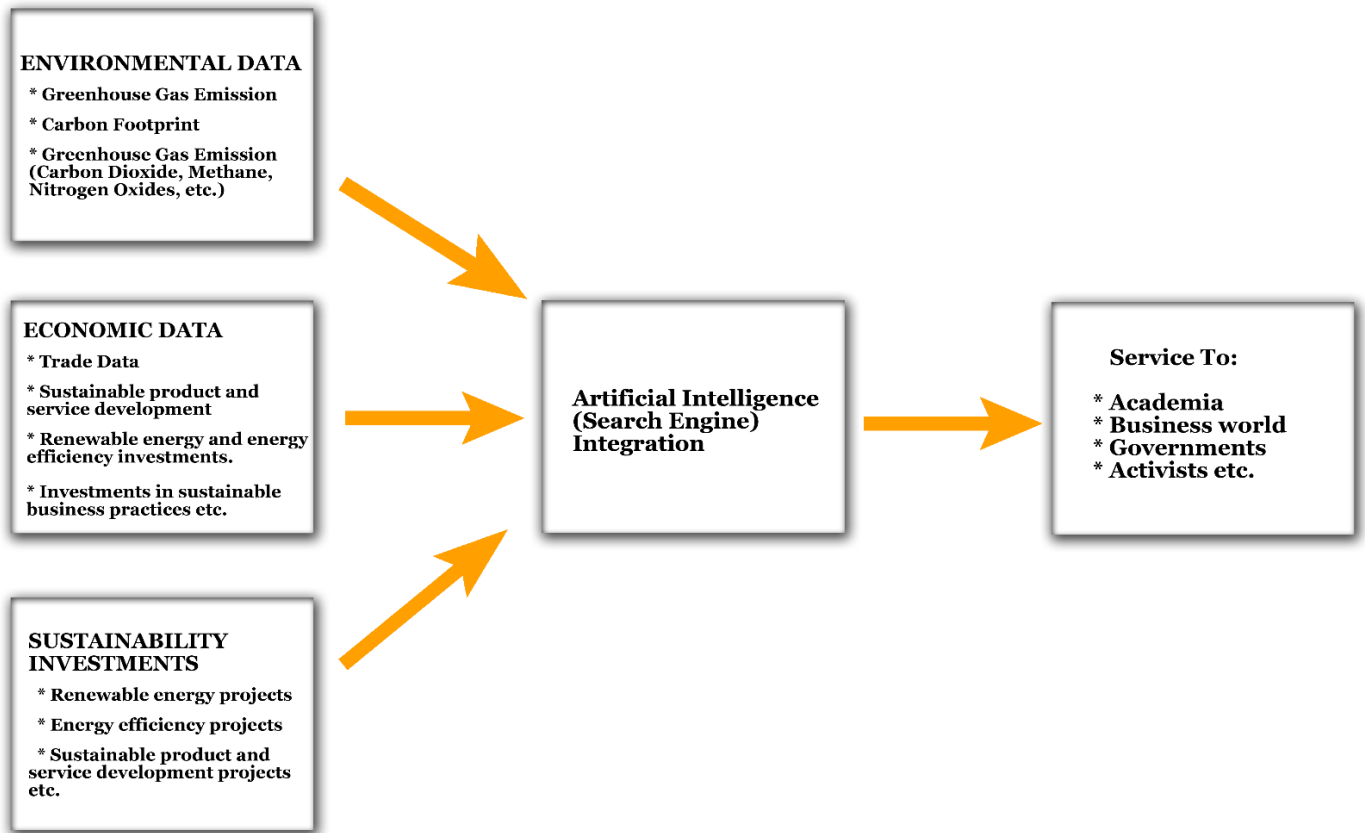 ENVIRONMENTAL DATA
* Greenhouse Gas Emission
* Carbon Footprint
* Greenhouse Gas Emission
(Carbon Dioxide, Methane,
Nitrogen Oxides, etc.)
ECONOMIC DATA
* Trade Data
* Sustainable product and
service development
* Renewable energy and energy
efficiency investments.
* Investments in sustainable
business practices etc.
SUSTAINABILITY
INVESTMENTS
* Renewable energy projects
* Energy efficiency projects
* Sustainable product and
service development projects
etc.
Artificial Intelligence
(Search Engine)
Integration
Service To:
* Academia
* Business world
* Governments
* Activists etc.